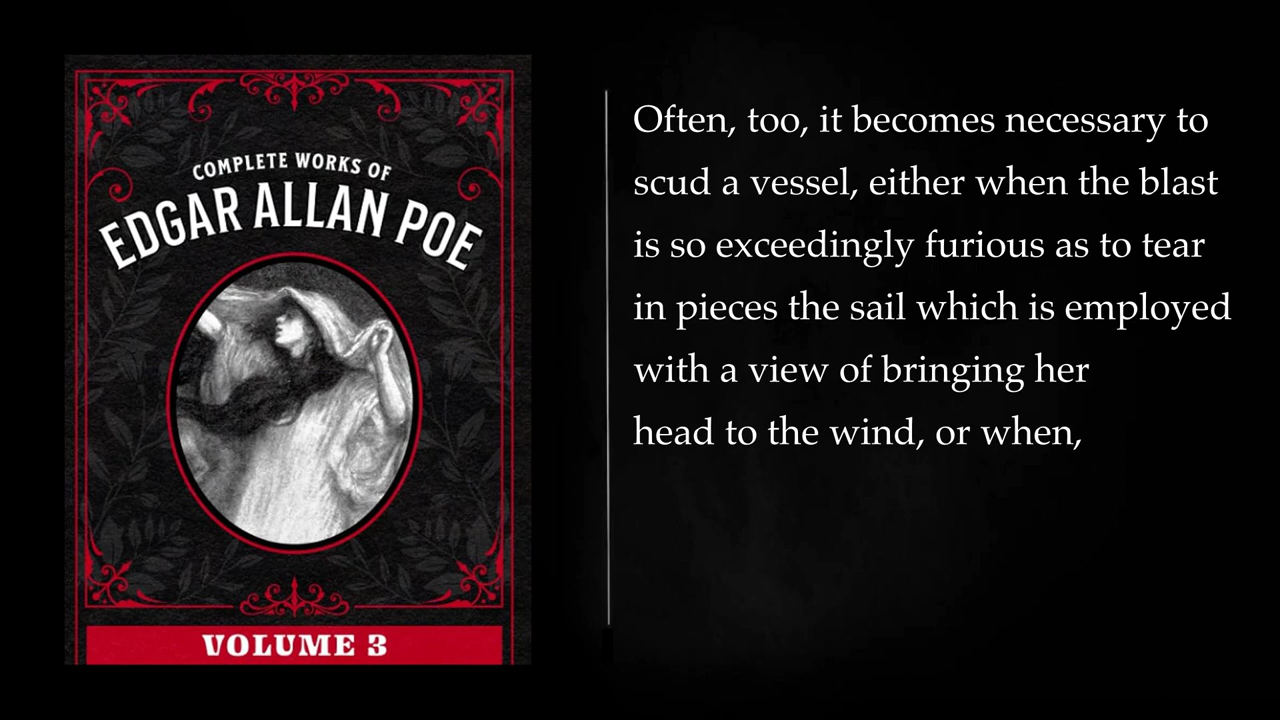 COMPLETE WORKS OF
EDGAR ALLAN POE
VOLUME 3
Often, too, it becomes necessary to
scud a vessel, either when the blast
is so exceedingly furious as to tear
in pieces the sail which is employed
with a view of bringing her
head to the wind, or when,